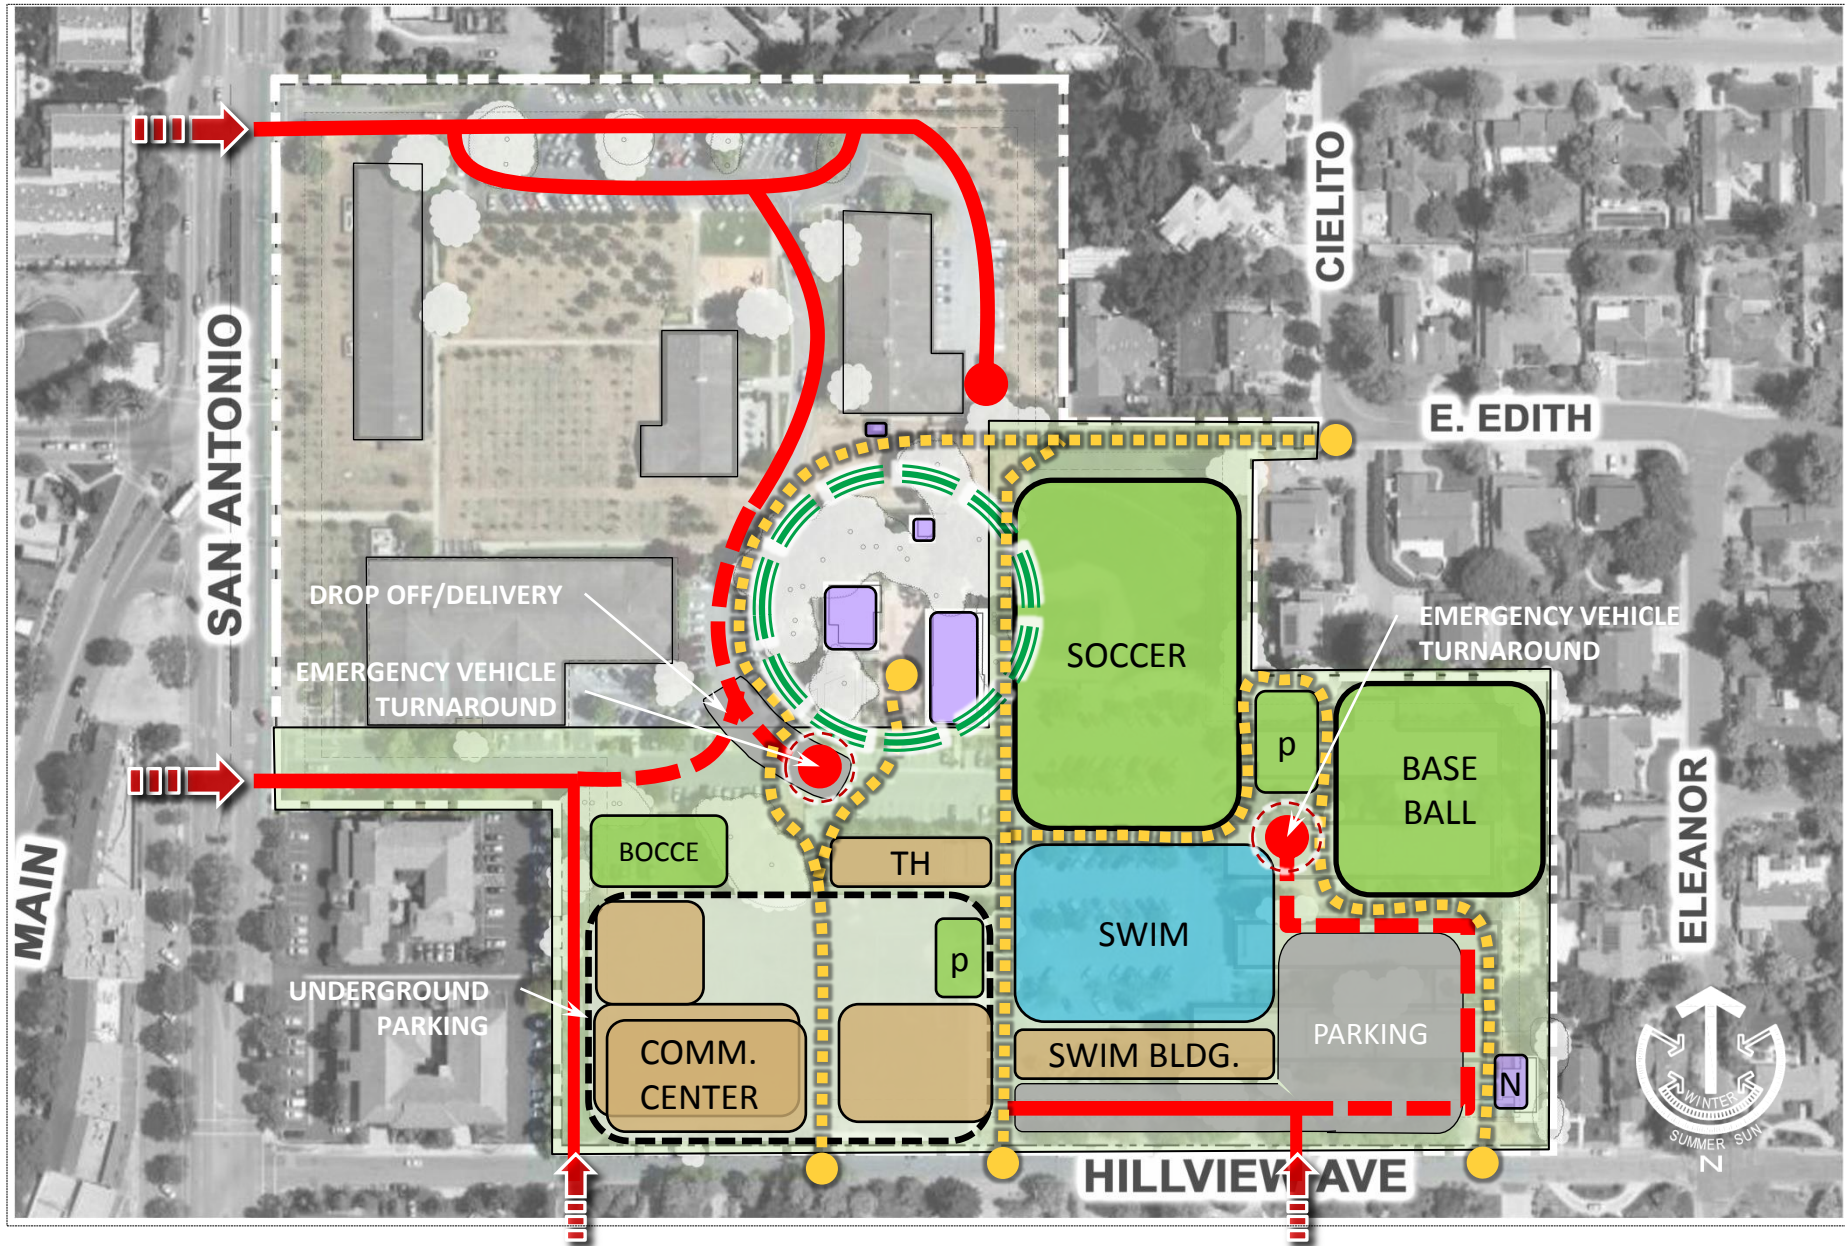 CIELITO
E. EDITH
SAN ANTONIO
DROP OFF/DELIVERY
EMERGENCY VEHICLE
TURNAROUND
EMERGENCY VEHICLE
TURNAROUND
SOCCER
p
BASE
BALL
ELEANOR
MAIN
BOCCE
TH
SWIM
p
UNDERGROUND
PARKING
COMM.
CENTER
SWIM BLDG.
PARKING
N
WINTER
SUMMER SUN
N
HILLVIEW AVE